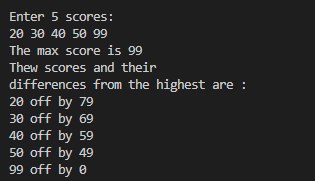 Enter 5 scores:
20 30 40 50 99
The max score is 99
Thew scores and their
differences from the highest are :
20 off by 79
30 off by 69
40 off by 59
50 off by 49
99 off by 0